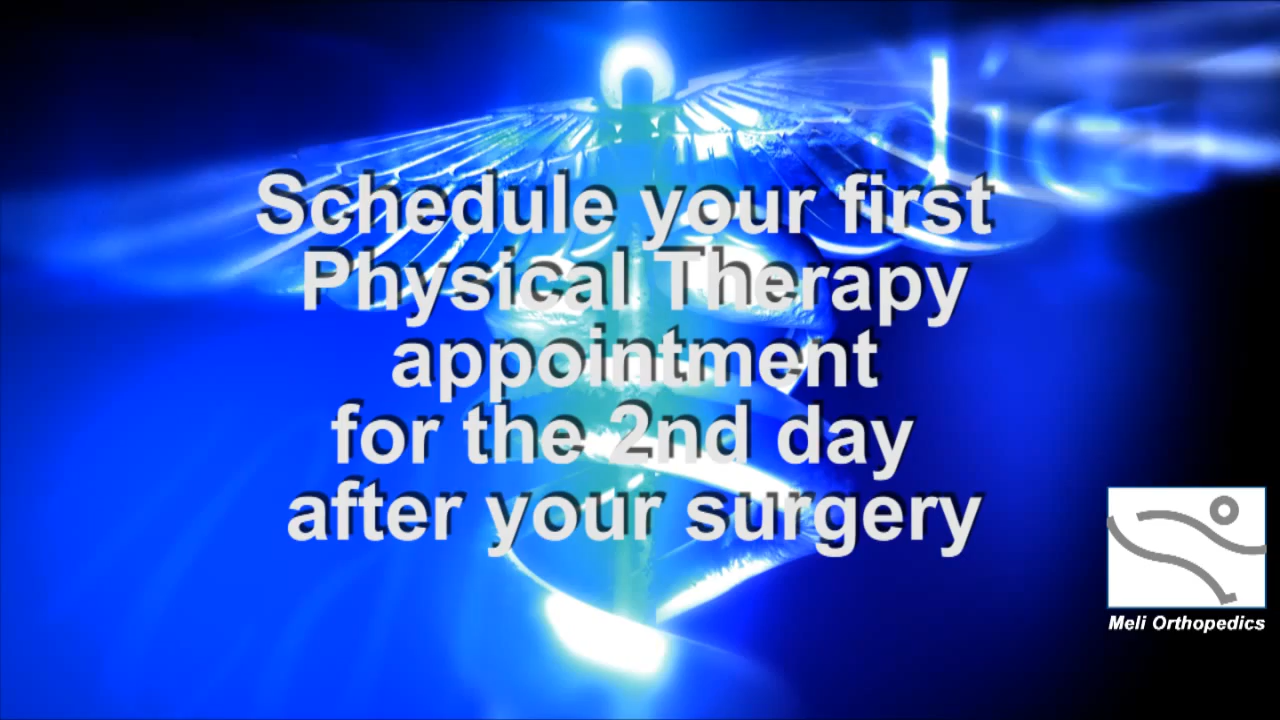 Schedule your first
Physical Therapy
appointment
for the 2nd day
after your surgery
Meli Orthopedics